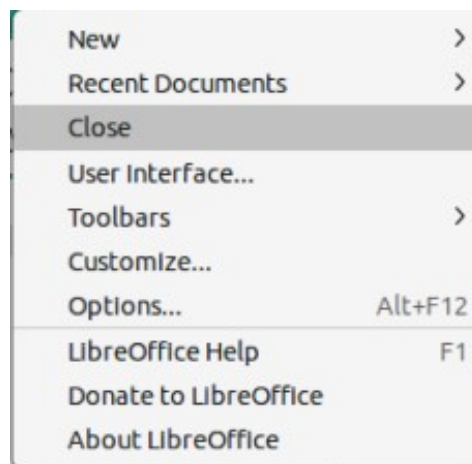 New
Recent Documents
Close
User Interface...
Toolbars
Customize...
Options... Alt+F12
LibreOffice Help F1
Donate to LibreOffice
About LibreOffice